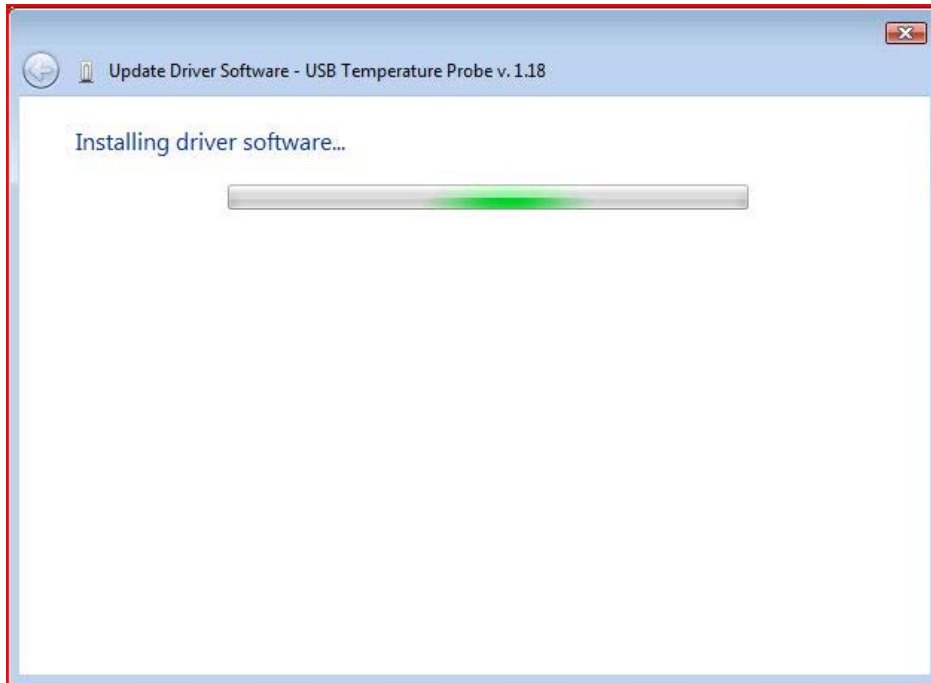 Update Driver Software - USB Temperature Probe v. 1.18
Installing driver software...